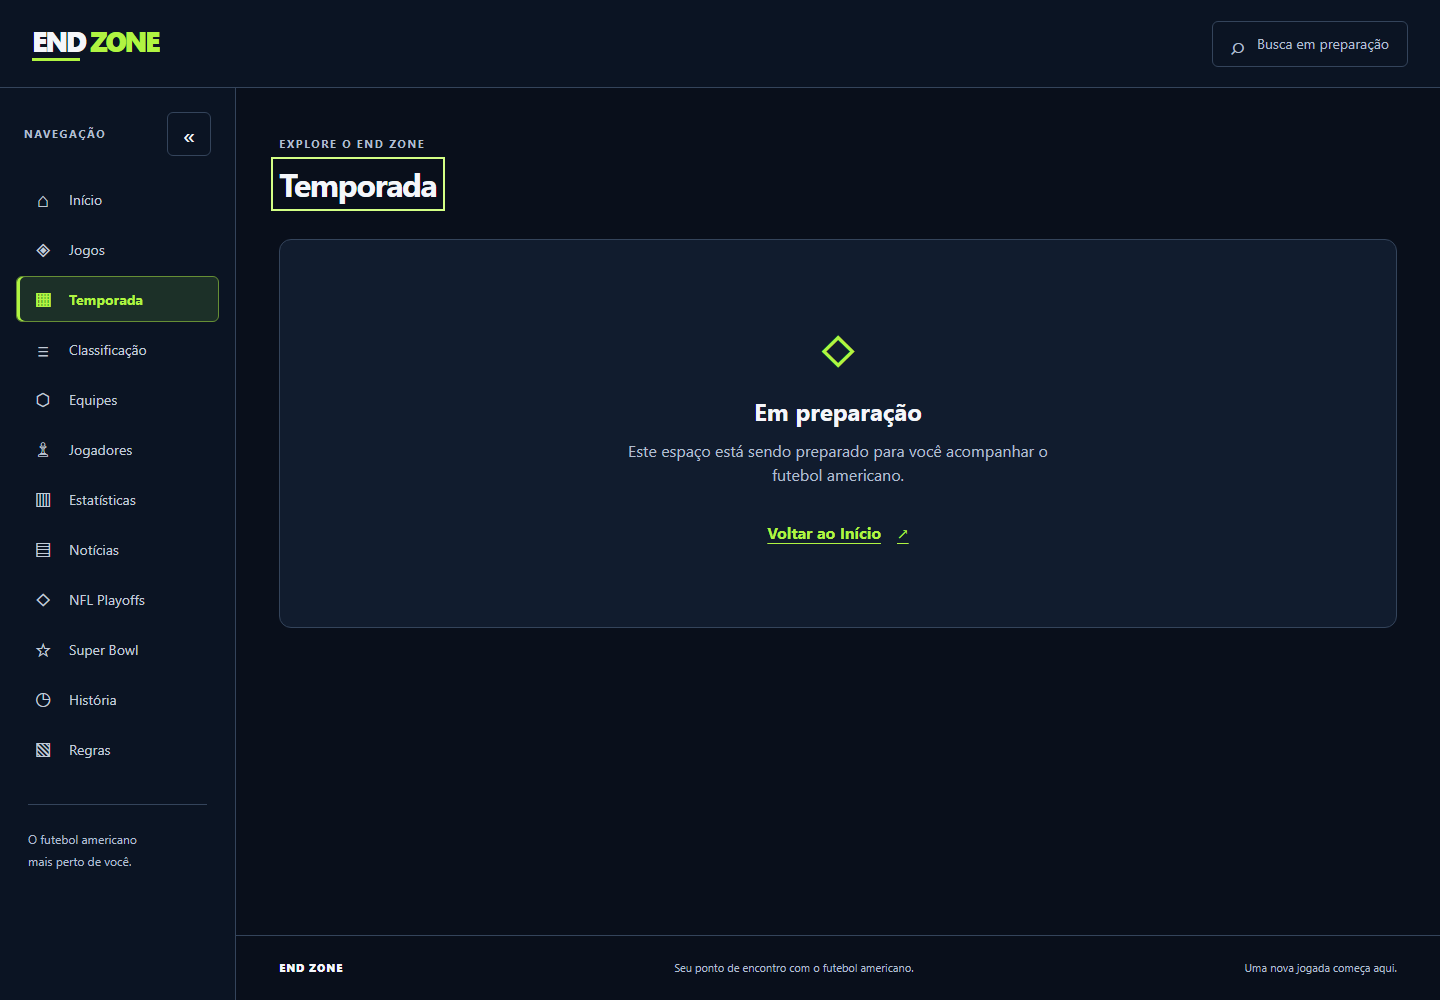 END ZONE
Busca em preparação
NAVEGAÇÃO
«
Início
Jogos
Temporada
Classificação
Equipes
Jogadores
Estatísticas
Notícias
NFL Playoffs
Super Bowl
História
Regras
O futebol americano
mais perto de você.
EXPLORE O END ZONE
Temporada
Em preparação
Este espaço está sendo preparado para você acompanhar o
futebol americano.
Voltar ao Início ↗
END ZONE
Seu ponto de encontro com o futebol americano.
Uma nova jogada começa aqui.